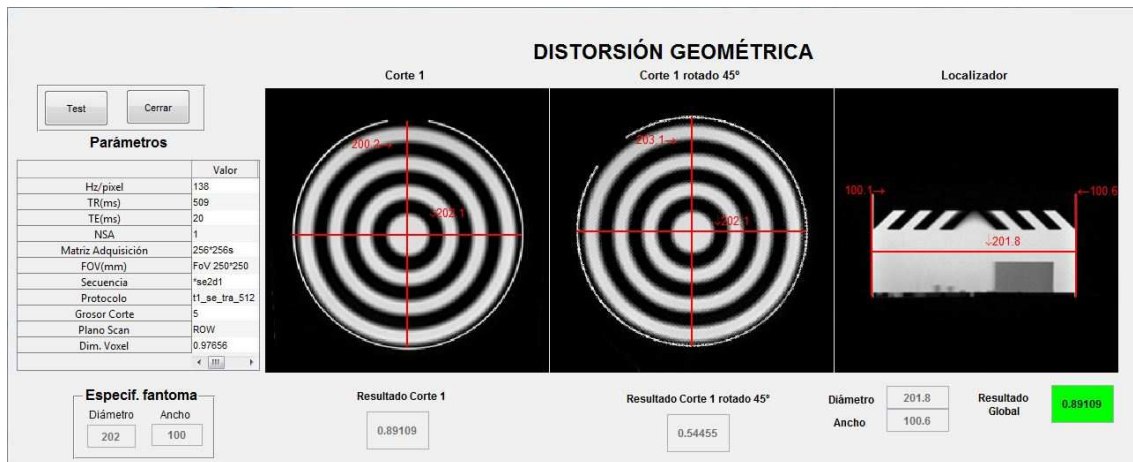 DISTORSIÓN GEOMÉTRICA
Corte 1
Corte 1 rotado 45º
Localizador
Test
Cerrar
Parámetros
Valor
Hz/pixel 138
TR(ms) 509
TE(ms) 20
NSA 1
Matriz Adquisición 256*256s
FOV(mm) FoV 250*250
Secuencia *se2d1
Protocolo t1_se_tra_512
Grosor Corte 5
Plano Scan ROW
Dim. Voxel 0.97656
200.2→
↓202.1
203.1→
↓202.1
100.1→
←100.6
↓201.8
Especif. fantoma
Diámetro Ancho
202 100
Resultado Corte 1
0.89109
Resultado Corte 1 rotado 45º
0.54455
Diámetro 201.8
Ancho 100.6
Resultado
Global
0.89109